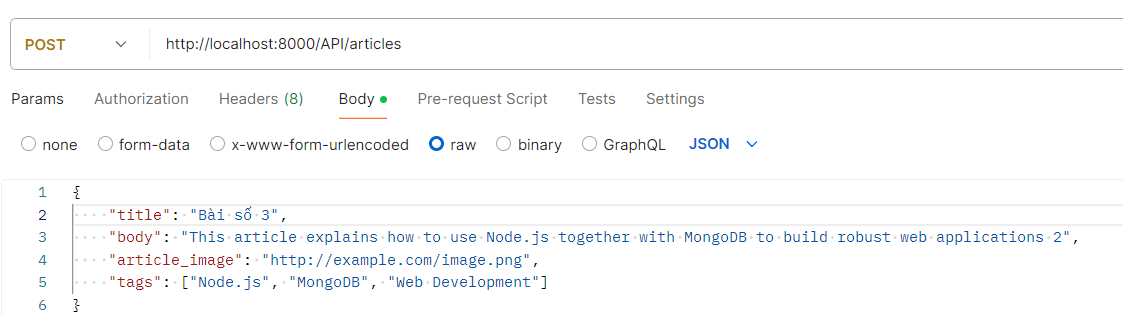 POST http://localhost:8000/API/articles
Params Authorization Headers (8) Body Pre-request Script Tests Settings
none form-data x-www-form-urlencoded raw binary GraphQL JSON
1 {
2 "title": "Bài số 3",
3 "body": "This article explains how to use Node.js together with MongoDB to build robust web applications 2",
4 "article_image": "http://example.com/image.png",
5 "tags": ["Node.js", "MongoDB", "Web Development"]
6 }